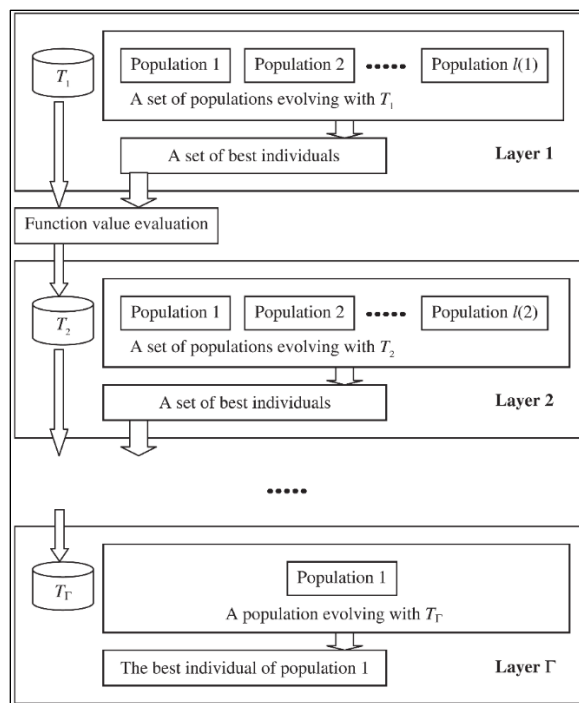 T₁
Population 1 Population 2 ••••• Population l(1)
A set of populations evolving with T₁
A set of best individuals
Layer 1
Function value evaluation
T₂
Population 1 Population 2 ••••• Population l(2)
A set of populations evolving with T₂
A set of best individuals
Layer 2
•••••
T_Γ
Population 1
A population evolving with T_Γ
The best individual of population 1
Layer Γ